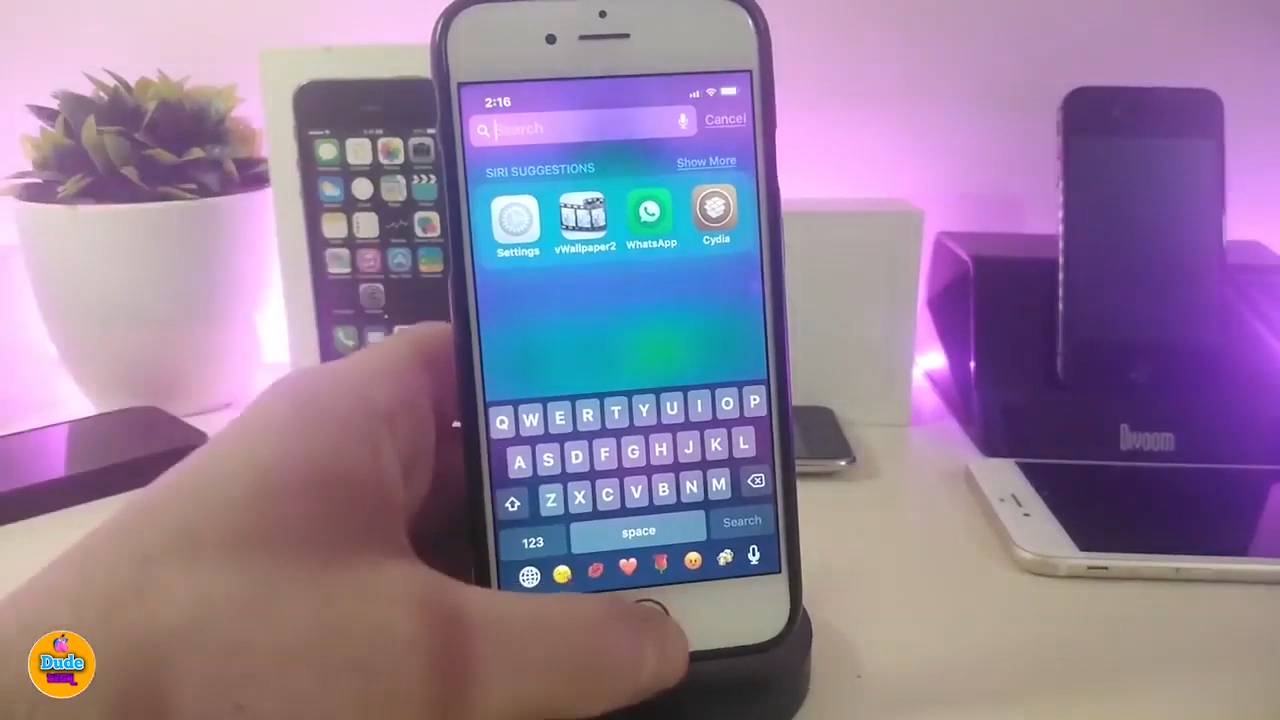 2:16
Search
Cancel
SIRI SUGGESTIONS
Show More
Settings
vWallpaper2
WhatsApp
Cydia
Q W E R T Y U I O P
A S D F G H J K L
Z X C V B N M
123
space
Search
Divoom
Dude